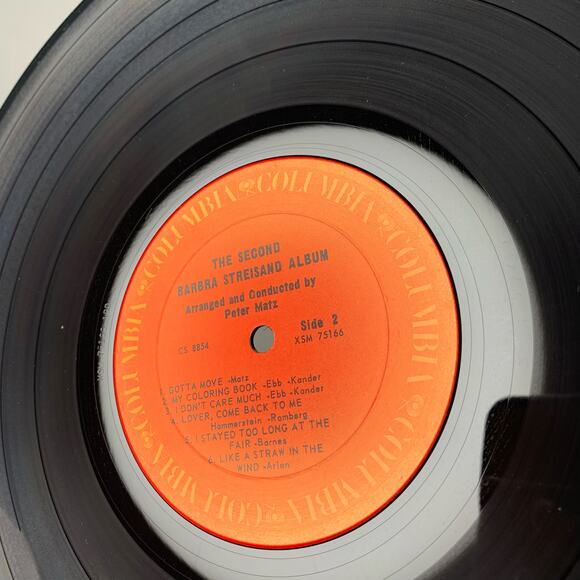 COLUMBIA COLUMBIA COLUMBIA COLUMBIA COLUMBIA COLUMBIA
THE SECOND
BARBRA STREISAND ALBUM
Arranged and Conducted by
Peter Matz
CS 8854
Side 2
XSM 75166
1. GOTTA MOVE -Matz
2. MY COLORING BOOK -Ebb -Kander
3. I DON'T CARE MUCH -Ebb -Kander
4. LOVER, COME BACK TO ME
Hammerstein -Romberg
5. I STAYED TOO LONG AT THE
FAIR -Barnes
6. LIKE A STRAW IN THE
WIND -Arlen